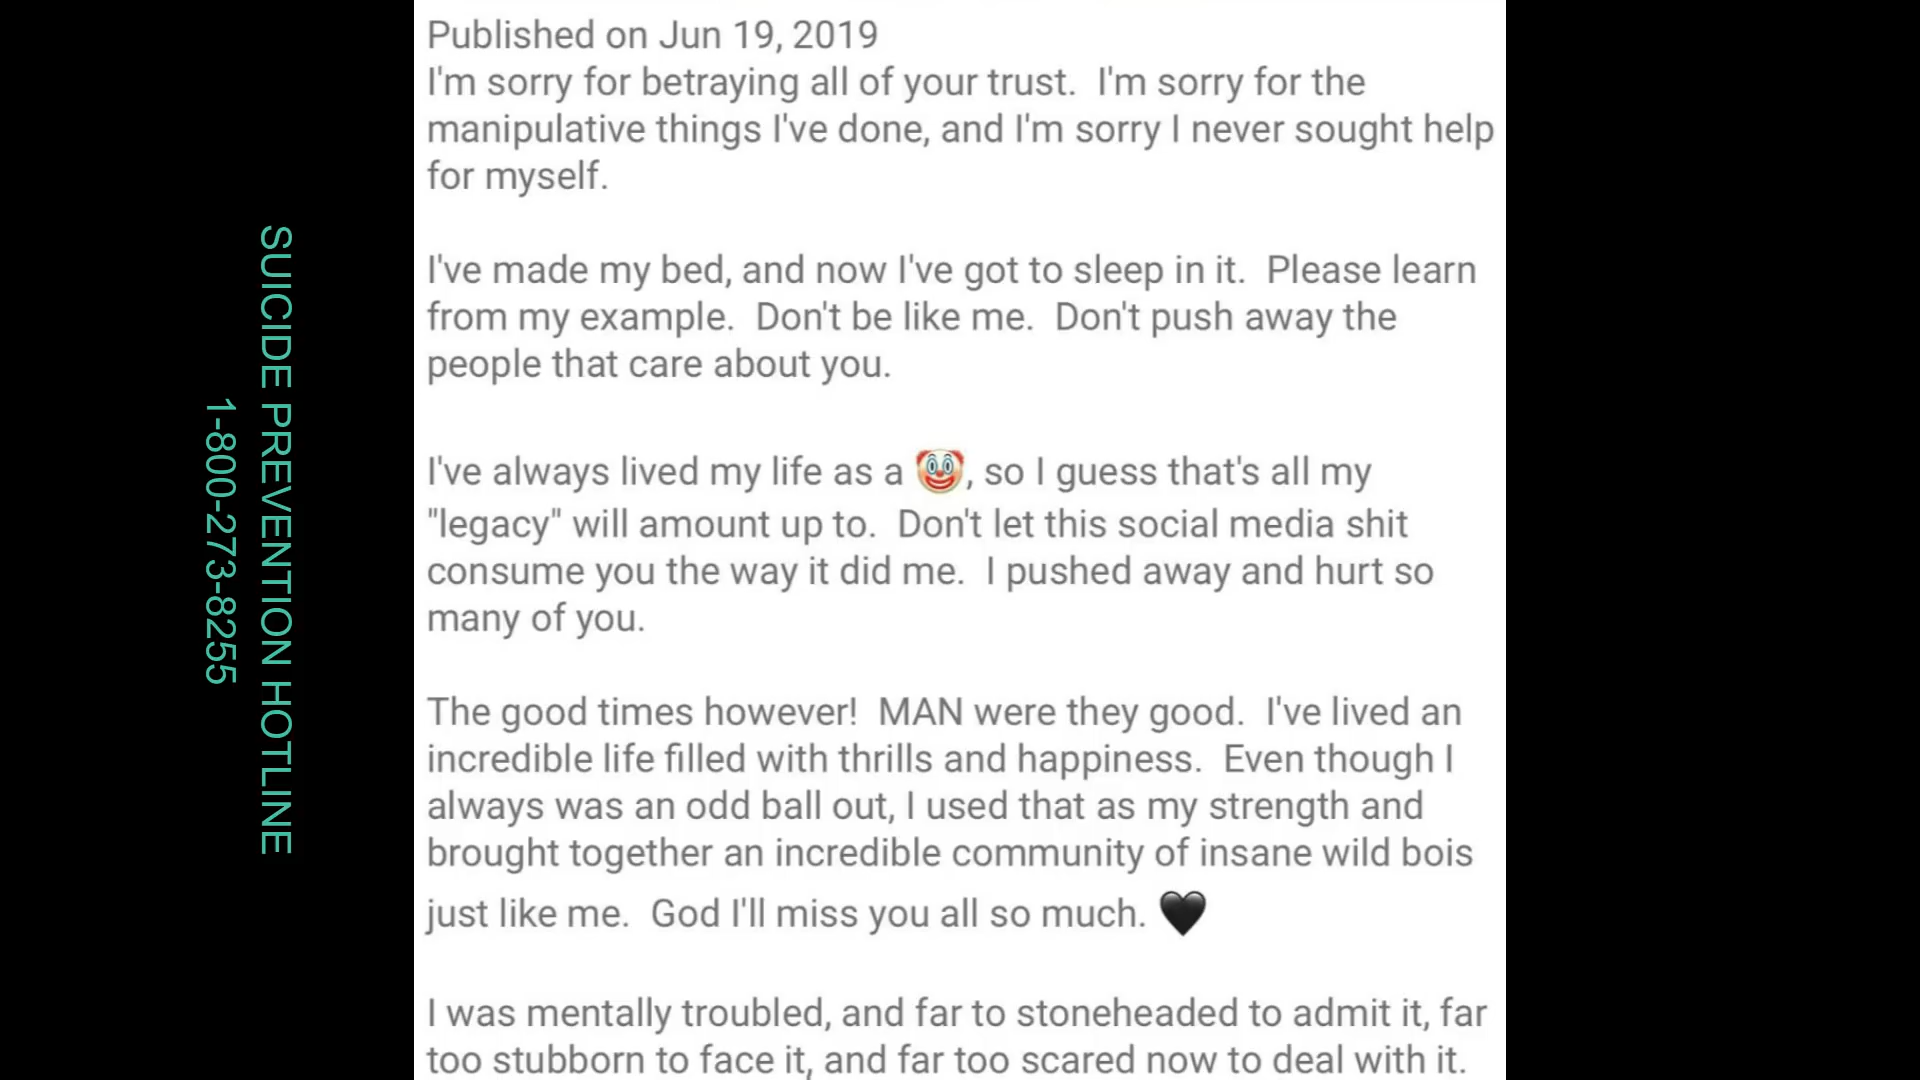 SUICIDE PREVENTION HOTLINE
1-800-273-8255
Published on Jun 19, 2019
I'm sorry for betraying all of your trust.  I'm sorry for the
manipulative things I've done, and I'm sorry I never sought help
for myself.
I've made my bed, and now I've got to sleep in it.  Please learn
from my example.  Don't be like me.  Don't push away the
people that care about you.
I've always lived my life as a 🤡, so I guess that's all my
"legacy" will amount up to.  Don't let this social media shit
consume you the way it did me.  I pushed away and hurt so
many of you.
The good times however!  MAN were they good.  I've lived an
incredible life filled with thrills and happiness.  Even though I
always was an odd ball out, I used that as my strength and
brought together an incredible community of insane wild bois
just like me.  God I'll miss you all so much. 🖤
I was mentally troubled, and far to stoneheaded to admit it, far
too stubborn to face it, and far too scared now to deal with it.